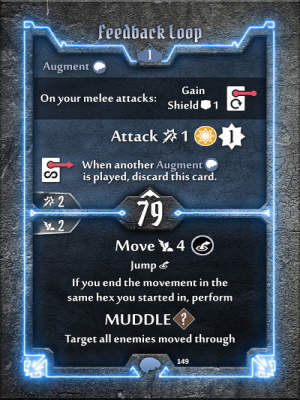 Feedback Loop
1
Augment
On your melee attacks:
Gain
Shield 1
Attack 1
1
S
When another Augment
is played, discard this card.
2
79
2
Move 4
Jump
If you end the movement in the
same hex you started in, perform
MUDDLE ?
Target all enemies moved through
149